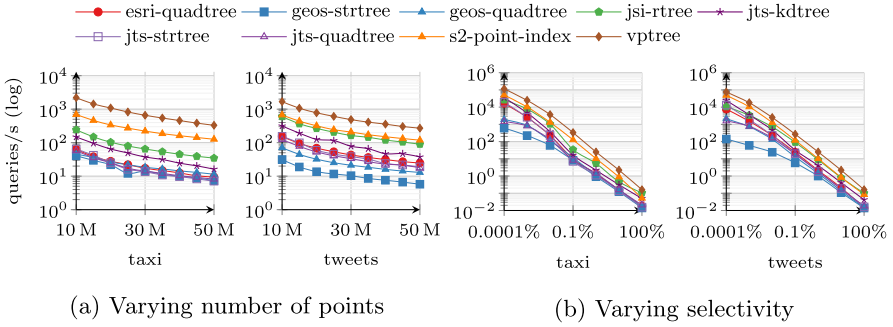 esri-quadtree geos-strtree geos-quadtree jsi-rtree jts-kdtree
jts-strtree jts-quadtree s2-point-index vptree
queries/s (log)
10^4 10^3 10^2 10^1 10^0
10 M 30 M 50 M
taxi
10^4 10^3 10^2 10^1 10^0
10 M 30 M 50 M
tweets
10^6 10^4 10^2 10^0 10^−2
0.0001% 0.1% 100%
taxi
10^6 10^4 10^2 10^0 10^−2
0.0001% 0.1% 100%
tweets
(a) Varying number of points
(b) Varying selectivity